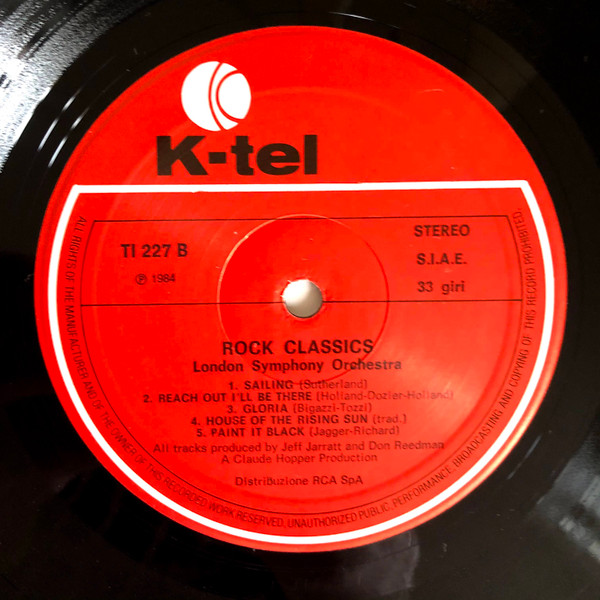 K-tel
TI 227 B
℗ 1984
STEREO
S.I.A.E.
33 giri
ROCK CLASSICS
London Symphony Orchestra
1. SAILING (Sutherland)
2. REACH OUT I'LL BE THERE (Holland-Dozier-Holland)
3. GLORIA (Bigazzi-Tozzi)
4. HOUSE OF THE RISING SUN (trad.)
5. PAINT IT BLACK (Jagger-Richard)
All tracks produced by Jeff Jarratt and Don Reedman
A Claude Hopper Production
Distribuzione RCA SpA
ALL RIGHTS OF THE MANUFACTURER AND OF THE OWNER OF THIS RECORDED WORK RESERVED, UNAUTHORIZED PUBLIC PERFORMANCE, BROADCASTING AND COPYING OF THIS RECORD PROHIBITED.